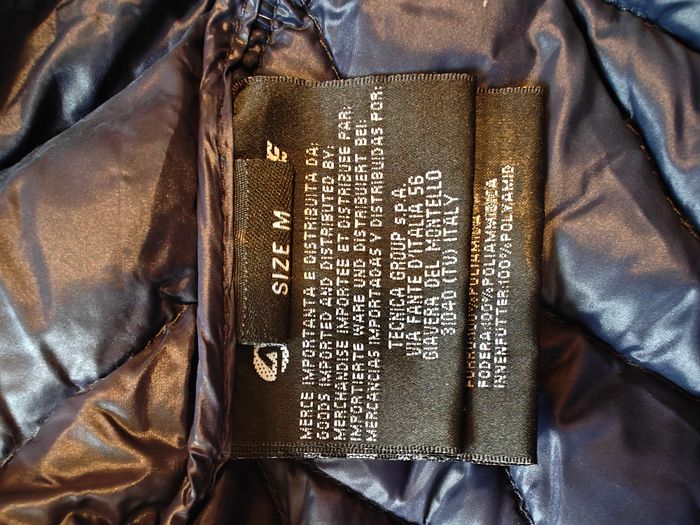 SIZE M
MERCE IMPORTANTA E DISTRIBUITA DA:
GOODS IMPORTED AND DISTRIBUTED BY:
MERCHANDISE IMPORTEE ET DISTRIBUEE PAR:
IMPORTIERTE WARE UND DISTRIBUIERT BEI:
MERCANCIAS IMPORTADAS Y DISTRIBUIDAS POR:
TECNICA GROUP S.P.A.
VIA FANTE D'ITALIA 56
GIAVERA DEL MONTELLO
31040 (TV) ITALY
FODERA:100% POLIAMMIDICA
INNENFUTTER:100% POLYAMID